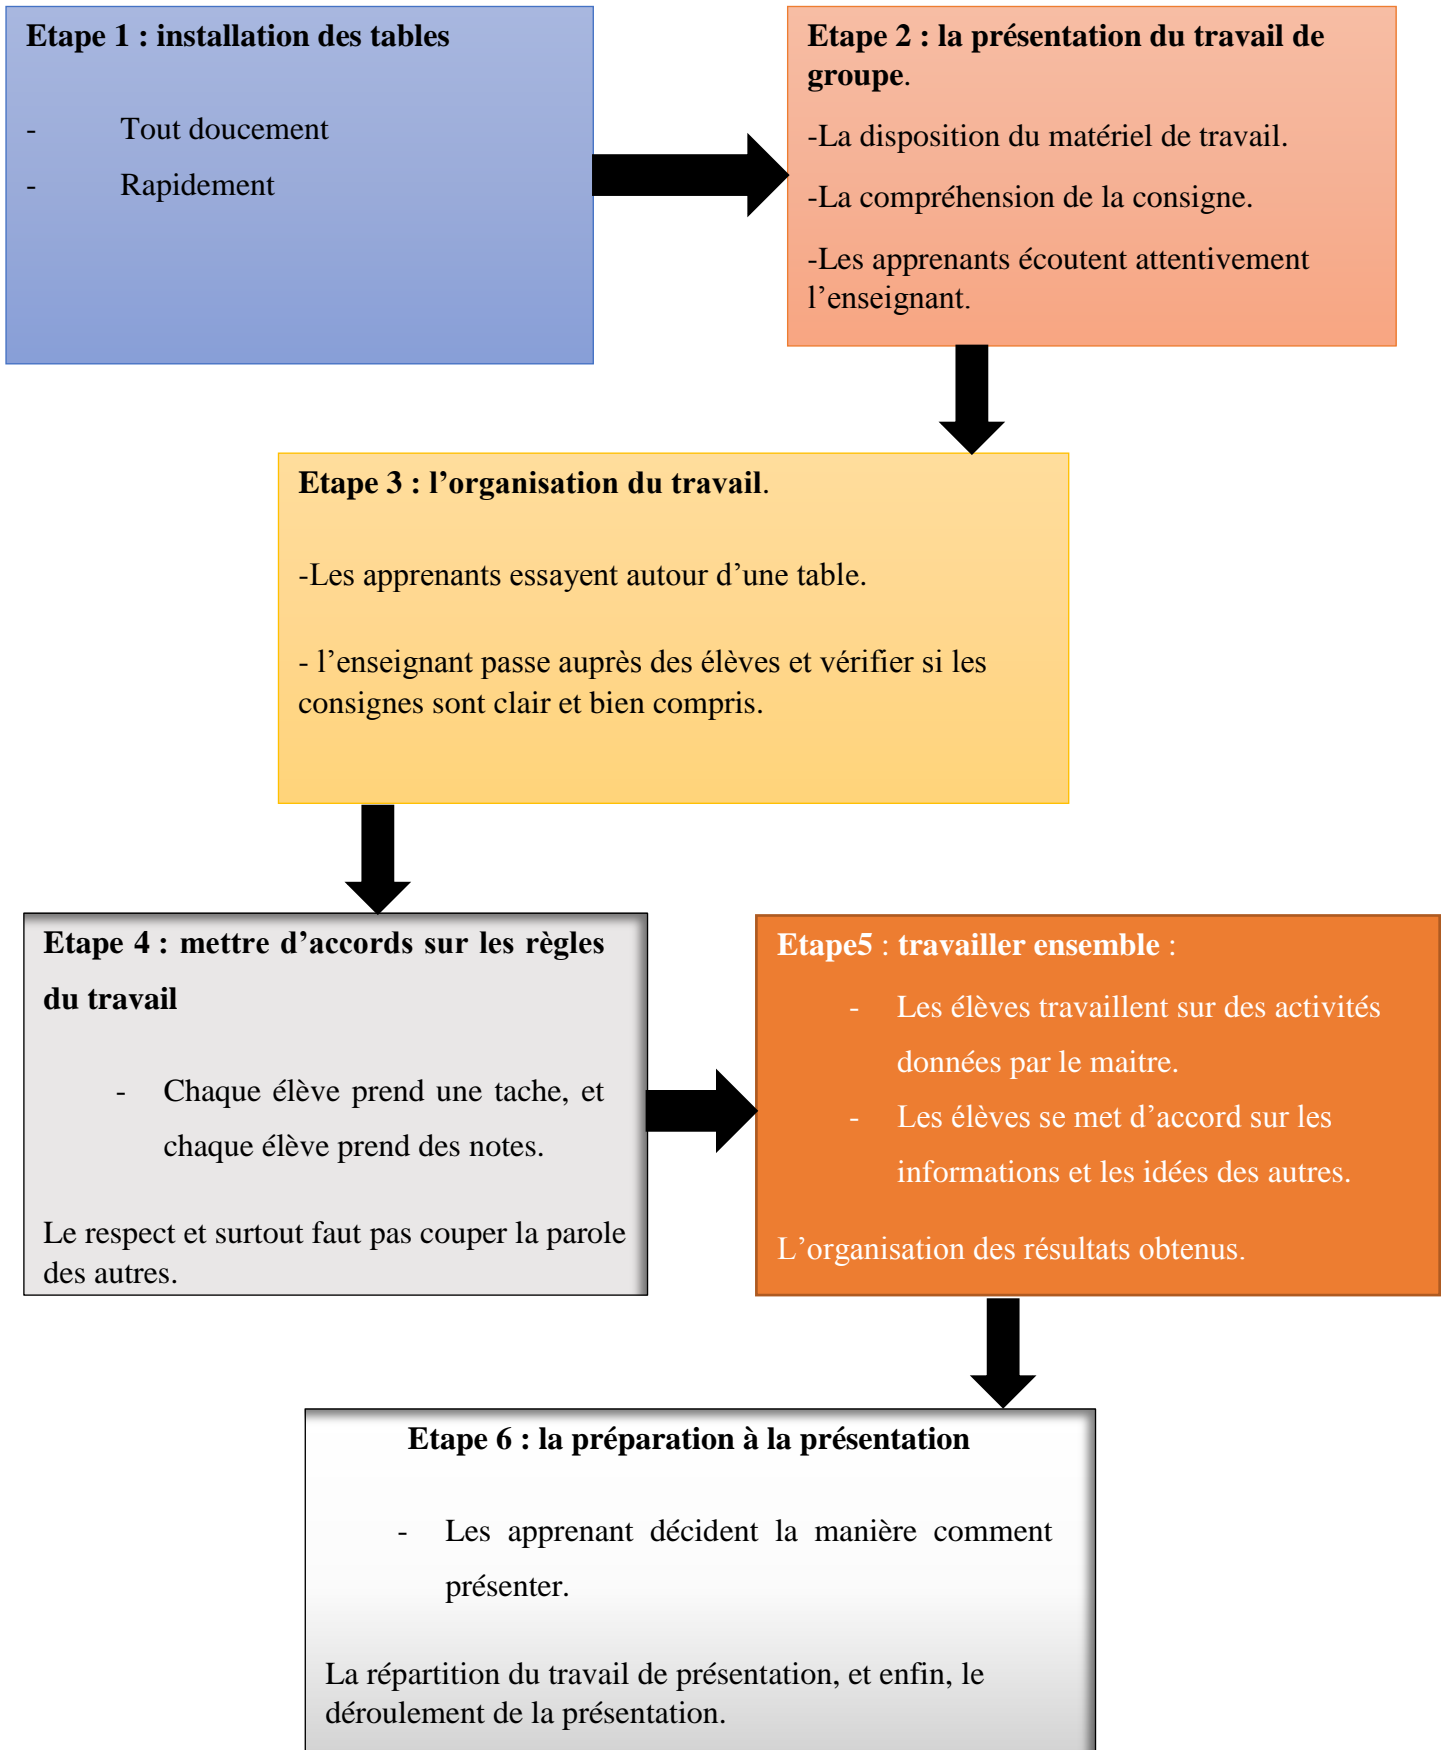 Etape 1 : installation des tables
- Tout doucement
- Rapidement
Etape 2 : la présentation du travail de
groupe.
-La disposition du matériel de travail.
-La compréhension de la consigne.
-Les apprenants écoutent attentivement
l’enseignant.
Etape 3 : l’organisation du travail.
-Les apprenants essayent autour d’une table.
- l’enseignant passe auprès des élèves et vérifier si les
consignes sont clair et bien compris.
Etape 4 : mettre d’accords sur les règles
du travail
- Chaque élève prend une tache, et
chaque élève prend des notes.
Le respect et surtout faut pas couper la parole
des autres.
Etape5 : travailler ensemble :
- Les élèves travaillent sur des activités
données par le maitre.
- Les élèves se met d’accord sur les
informations et les idées des autres.
L’organisation des résultats obtenus.
Etape 6 : la préparation à la présentation
- Les apprenant décident la manière comment
présenter.
La répartition du travail de présentation, et enfin, le
déroulement de la présentation.